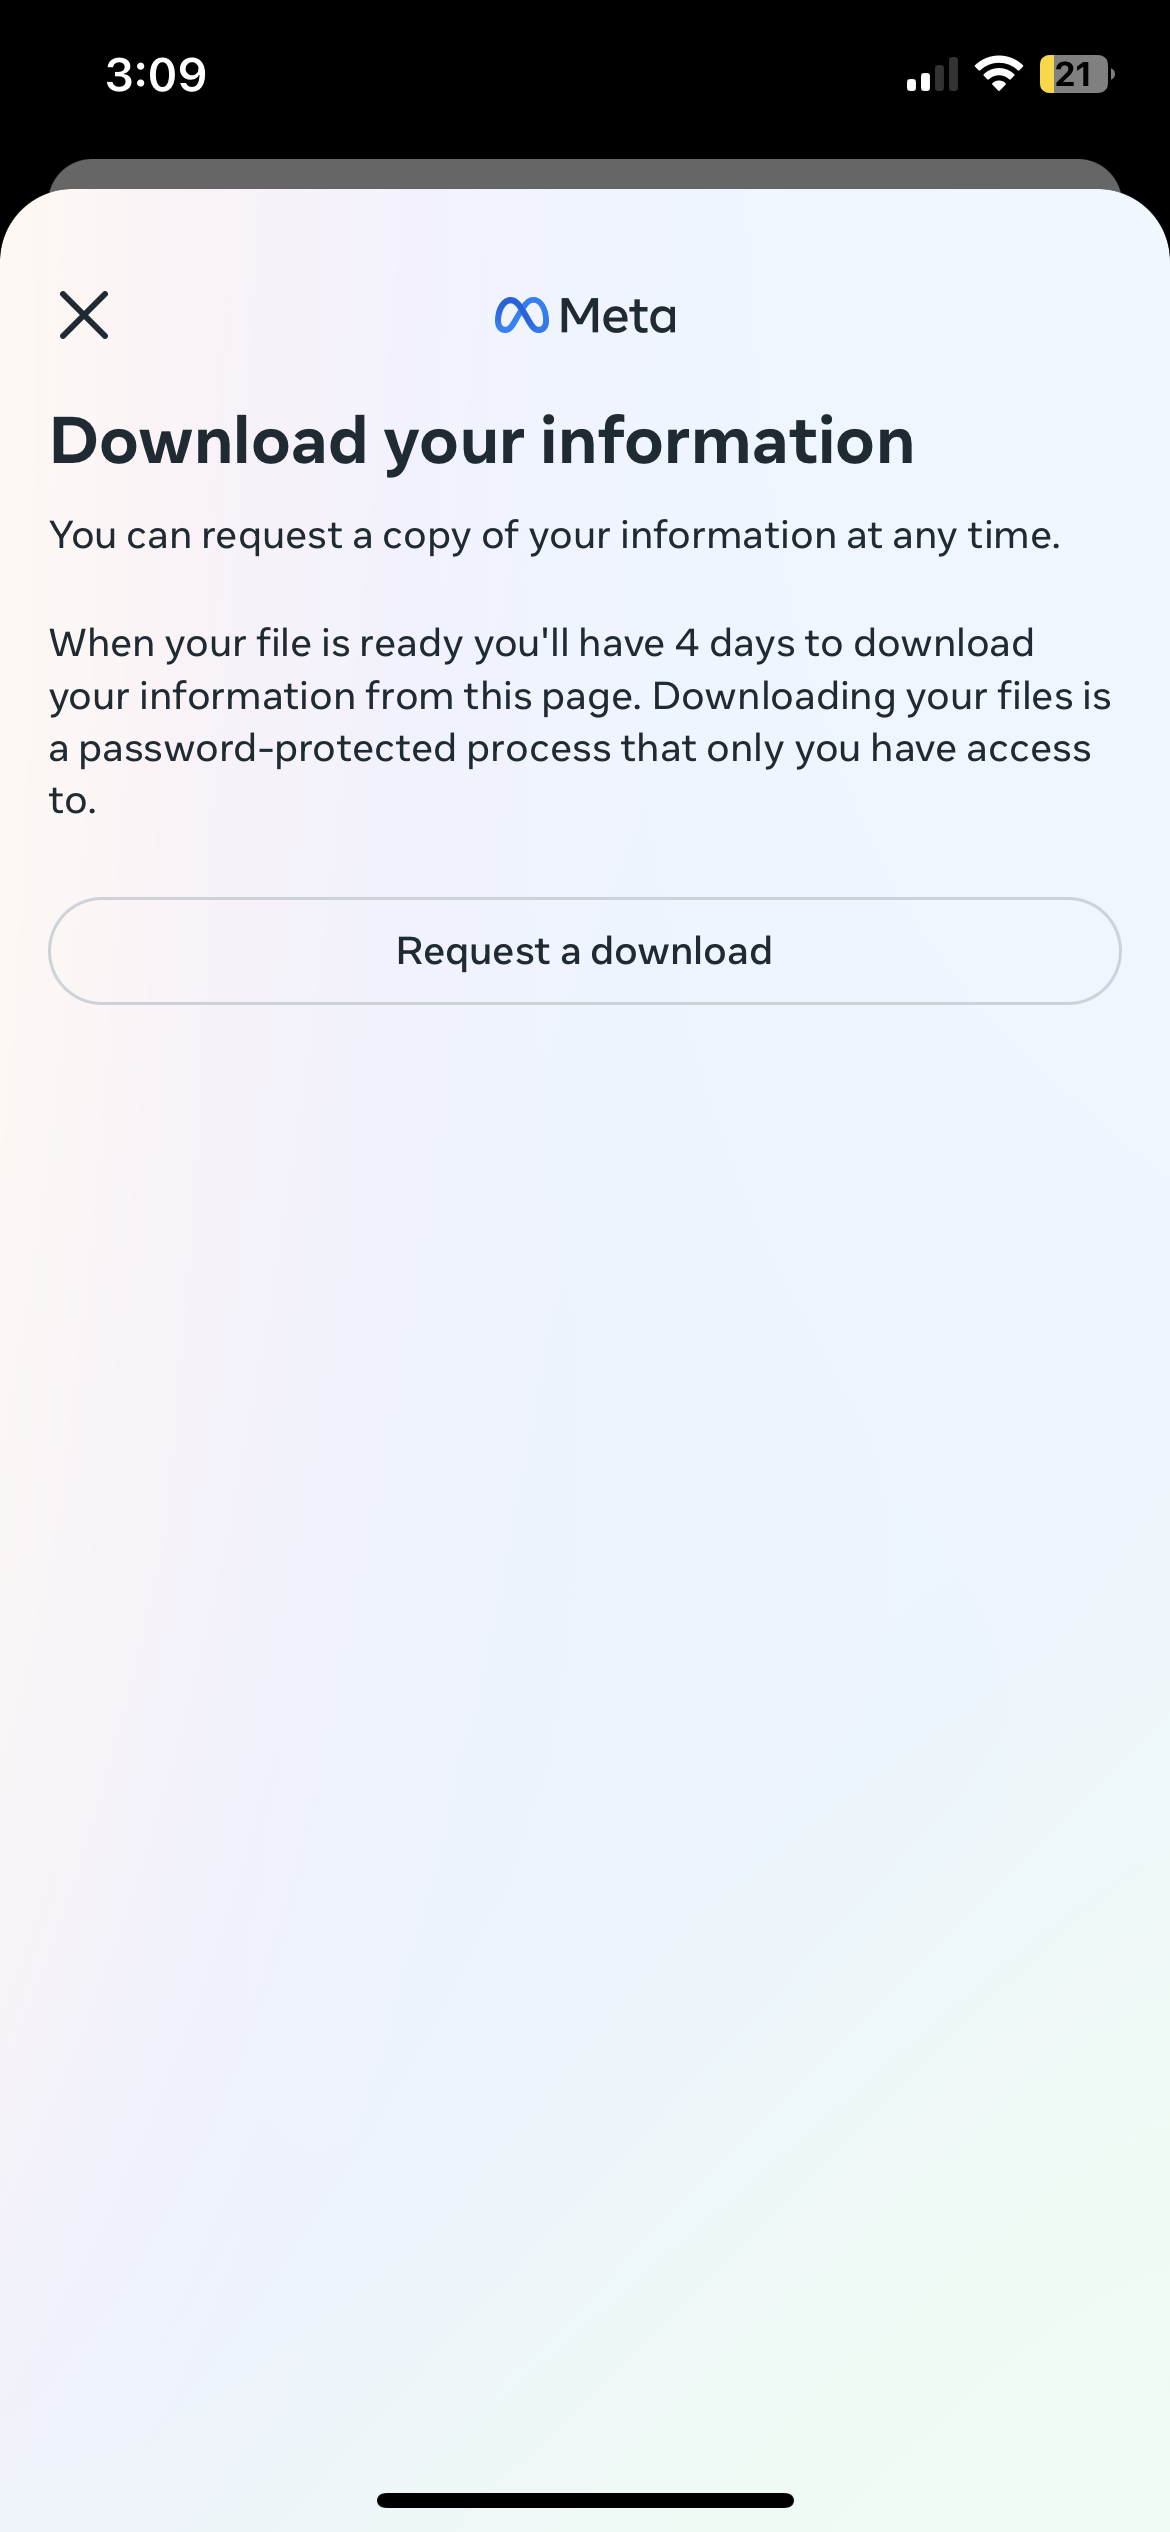 3:09
21
Meta
Download your information
You can request a copy of your information at any time.
When your file is ready you'll have 4 days to download
your information from this page. Downloading your files is
a password-protected process that only you have access
to.
Request a download